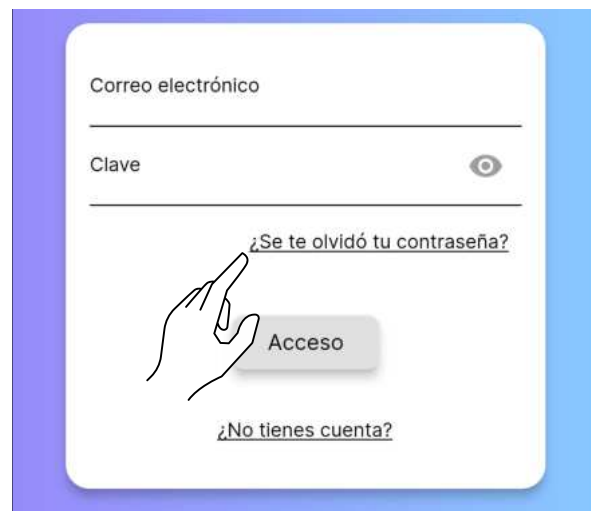 Correo electrónico
Clave
¿Se te olvidó tu contraseña?
Acceso
¿No tienes cuenta?